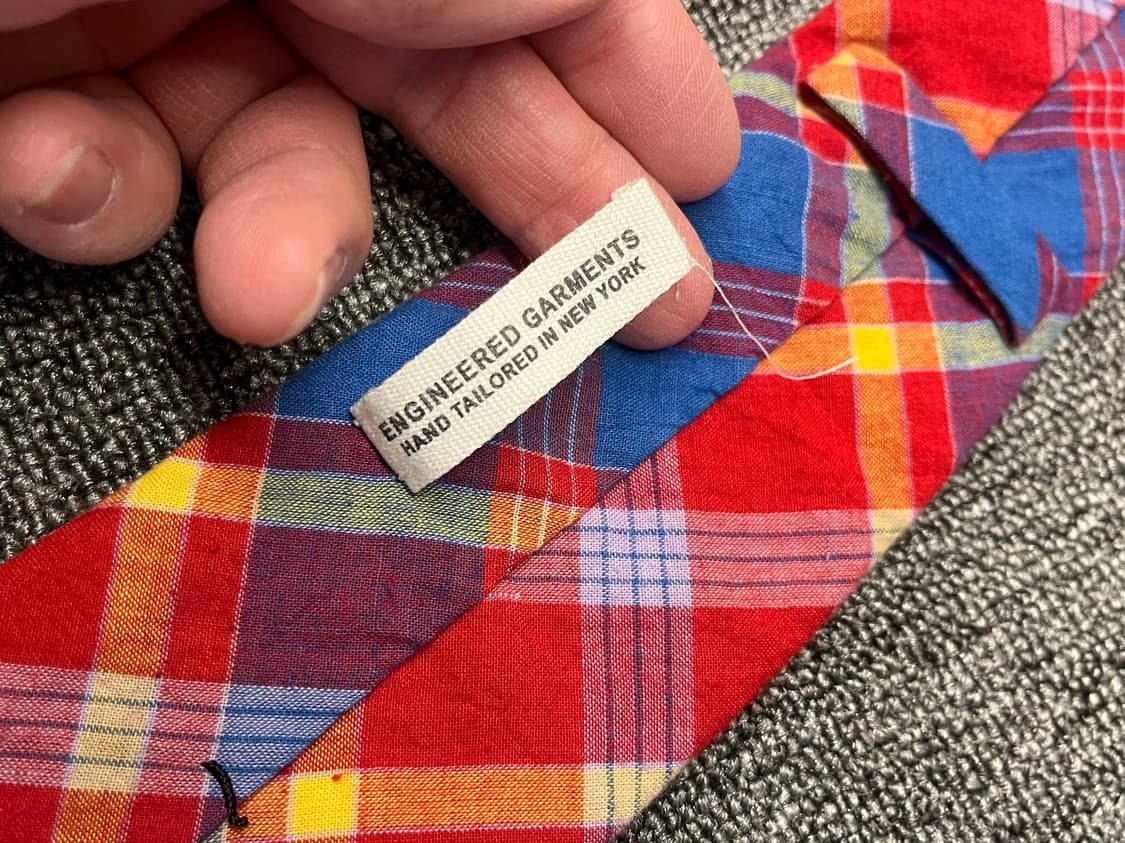 ENGINEERED GARMENTS
HAND TAILORED IN NEW YORK